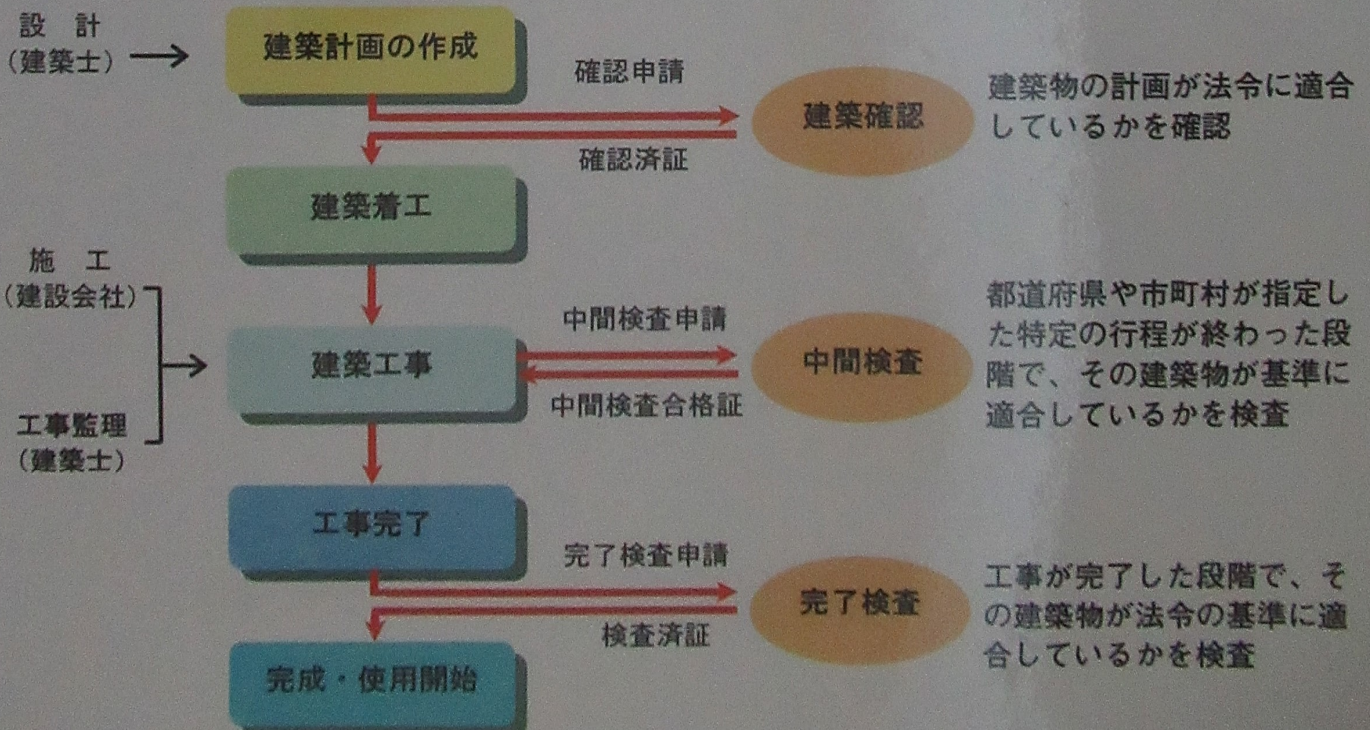 設 計
(建築士)
建築計画の作成
確認申請
建築確認
建築物の計画が法令に適合
しているかを確認
確認済証
建築着工
施 工
(建設会社)
工事監理
(建築士)
建築工事
中間検査申請
中間検査
中間検査合格証
都道府県や市町村が指定し
た特定の行程が終わった段
階で、その建築物が基準に
適合しているかを検査
工事完了
完了検査申請
完了検査
検査済証
工事が完了した段階で、そ
の建築物が法令の基準に適
合しているかを検査
完成・使用開始